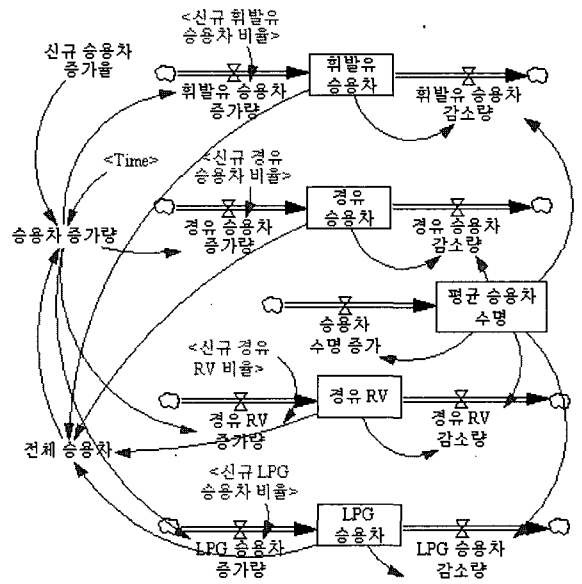 신규 승용차
증가율
<신규 휘발유
승용차 비율>
휘발유 승용차
증가량
휘발유
승용차
휘발유 승용차
감소량
<Time>
<신규 경유
승용차 비율>
승용차 증가량
경유 승용차
증가량
경유
승용차
경유 승용차
감소량
승용차
수명 증가
평균 승용차
수명
<신규 경유
RV 비율>
경유 RV
증가량
경유 RV
경유 RV
감소량
전체 승용차
<신규 LPG
승용차 비율>
LPG 승용차
증가량
LPG
승용차
LPG 승용차
감소량